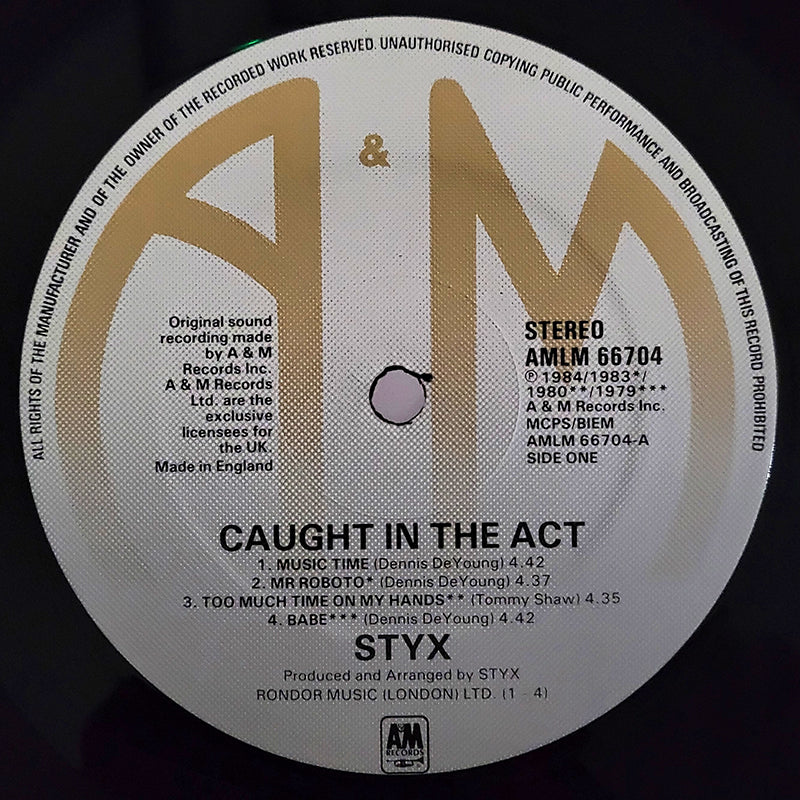 ALL RIGHTS OF THE MANUFACTURER AND OF THE OWNER OF THE RECORDED WORK RESERVED. UNAUTHORISED COPYING PUBLIC PERFORMANCE AND BROADCASTING OF THIS RECORD PROHIBITED
A & M
Original sound
recording made
by A & M
Records Inc.
A & M Records
Ltd. are the
exclusive
licensees for
the UK.
Made in England
STEREO
AMLM 66704
℗ 1984/1983*/
1980**/1979***
A & M Records Inc.
MCPS/BIEM
AMLM 66704-A
SIDE ONE
CAUGHT IN THE ACT
1. MUSIC TIME (Dennis DeYoung) 4.42
2. MR ROBOTO* (Dennis DeYoung) 4.37
3. TOO MUCH TIME ON MY HANDS** (Tommy Shaw) 4.35
4. BABE*** (Dennis DeYoung) 4.42
STYX
Produced and Arranged by STYX
RONDOR MUSIC (LONDON) LTD. (1 - 4)
A&M
RECORDS